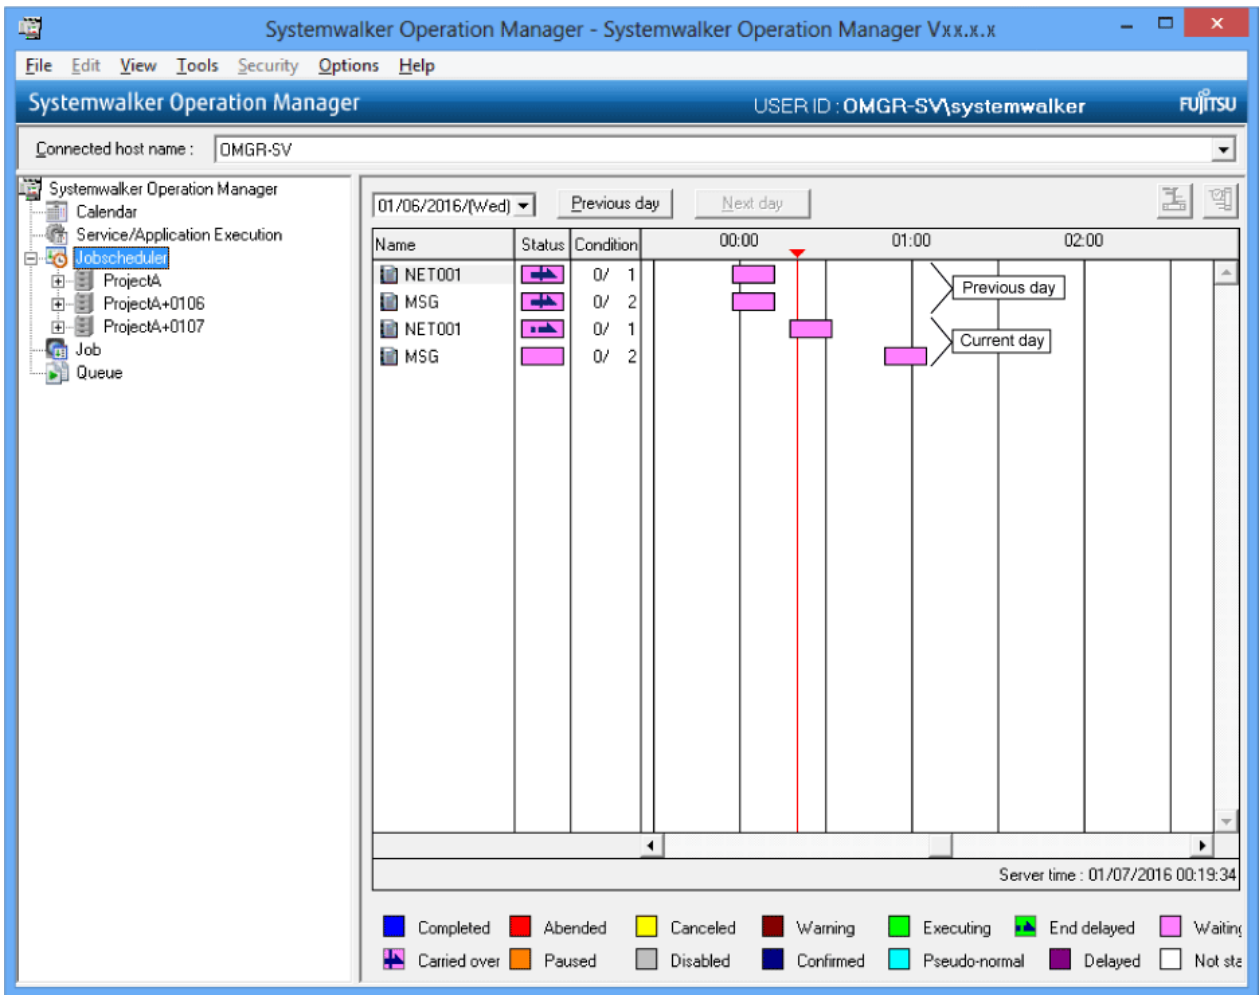 Systemwalker Operation Manager - Systemwalker Operation Manager Vxx.x.x
File Edit View Tools Security Options Help
Systemwalker Operation Manager USER ID : OMGR-SV\systemwalker FUJITSU
Connected host name : OMGR-SV
Systemwalker Operation Manager
Calendar
Service/Application Execution
Jobscheduler
ProjectA
ProjectA+0106
ProjectA+0107
Job
Queue
01/06/2016/(Wed) Previous day Next day
Name Status Condition 00:00 01:00 02:00
NET001 0/ 1
MSG 0/ 2
NET001 0/ 1
MSG 0/ 2
Previous day
Current day
Server time : 01/07/2016 00:19:34
Completed Abended Canceled Warning Executing End delayed Waiting
Carried over Paused Disabled Confirmed Pseudo-normal Delayed Not sta